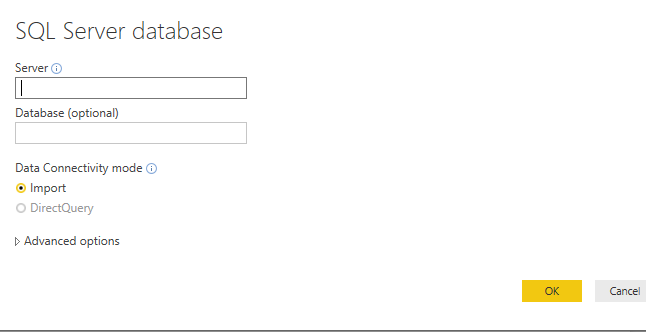 SQL Server database
Server
Database (optional)
Data Connectivity mode
Import
DirectQuery
Advanced options
OK Cancel